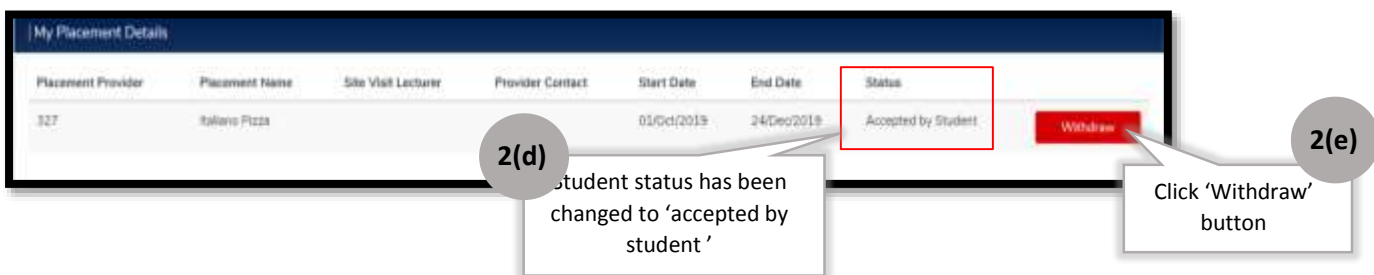 My Placement Details
Placement Provider Placement Name Site Visit Lecturer Provider Contact Start Date End Date Status
327 Italiano Pizza 01/Oct/2019 24/Dec/2019 Accepted by Student Withdraw
2(d)
2(e)
Student status has been
changed to ‘accepted by
student ’
Click ‘Withdraw’
button